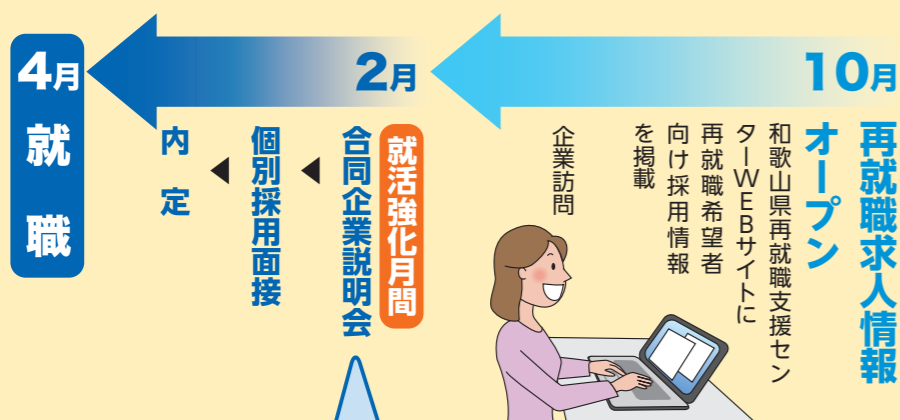 10月
再就職求人情報
オープン
和歌山県再就職支援セン
ターWEBサイトに
再就職希望者
向け採用情報
を掲載
企業訪問
2月
就活強化月間
合同企業説明会
個別採用面接
内定
4月
就職